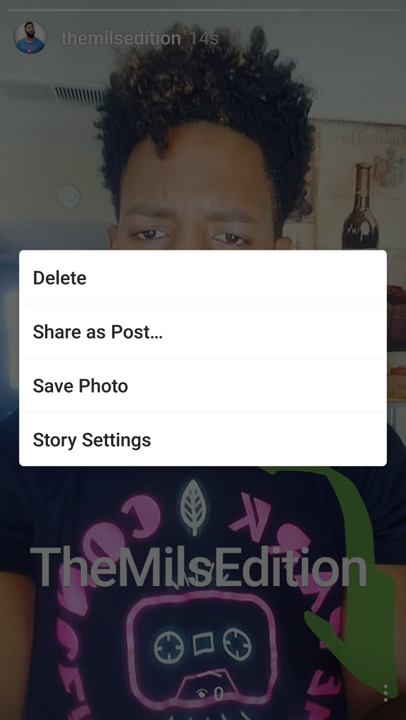 themilsedition 14s
Delete
Share as Post...
Save Photo
Story Settings
TheMilsEdition
0